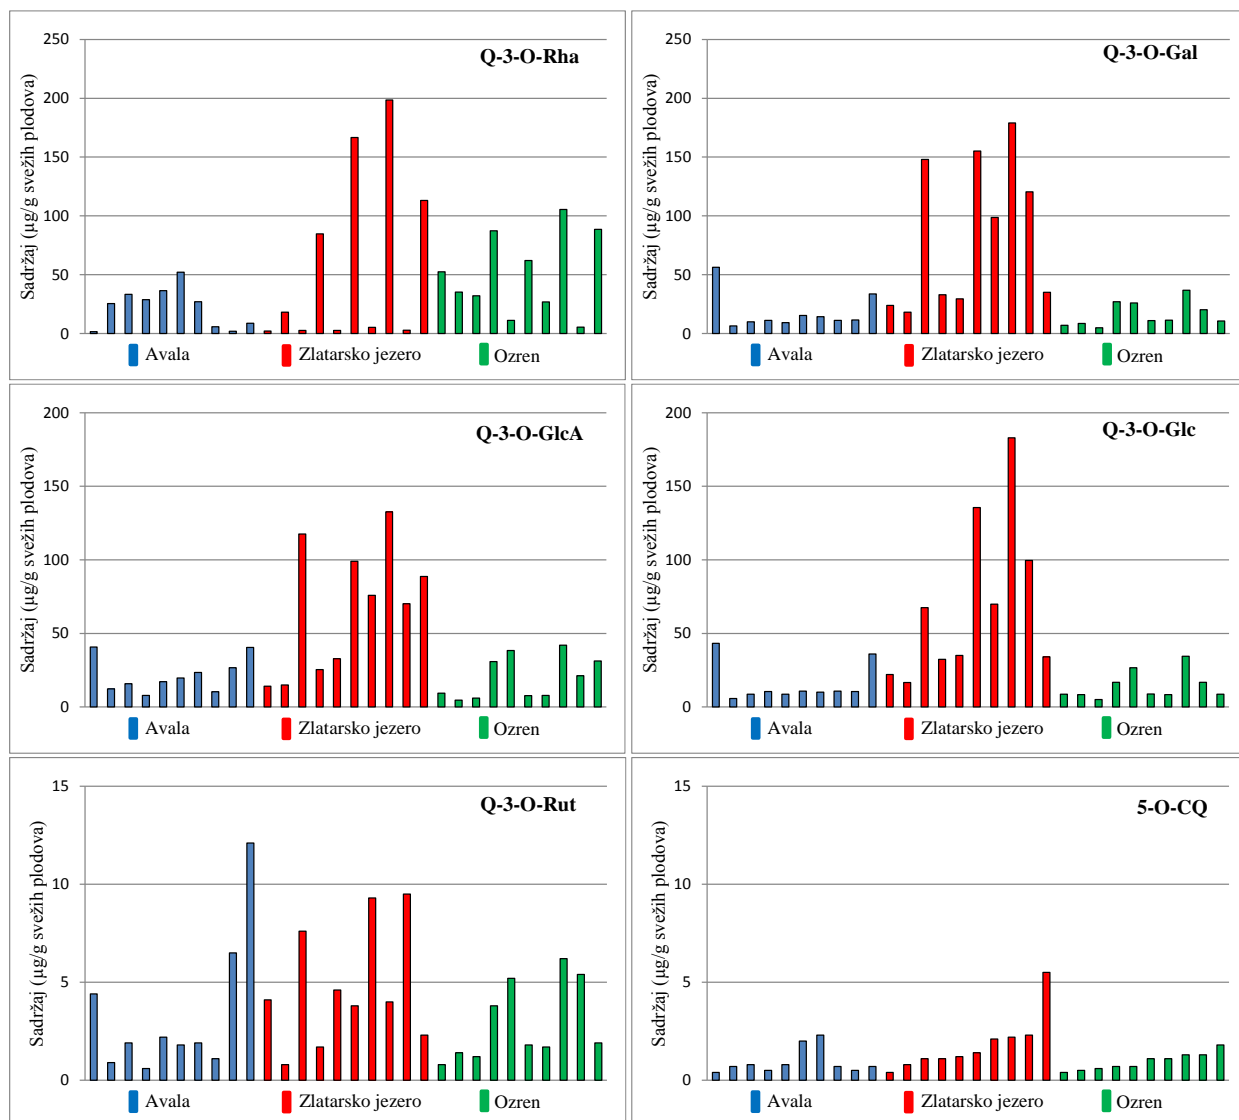 Q-3-O-Rha
Sadržaj (µg/g svežih plodova)
250
200
150
100
50
0
Avala
Zlatarsko jezero
Ozren
Q-3-O-Gal
Sadržaj (µg/g svežih plodova)
250
200
150
100
50
0
Avala
Zlatarsko jezero
Ozren
Q-3-O-GlcA
Sadržaj (µg/g svežih plodova)
200
150
100
50
0
Avala
Zlatarsko jezero
Ozren
Q-3-O-Glc
Sadržaj (µg/g svežih plodova)
200
150
100
50
0
Avala
Zlatarsko jezero
Ozren
Q-3-O-Rut
Sadržaj (µg/g svežih plodova)
15
10
5
0
Avala
Zlatarsko jezero
Ozren
5-O-CQ
Sadržaj (µg/g svežih plodova)
15
10
5
0
Avala
Zlatarsko jezero
Ozren